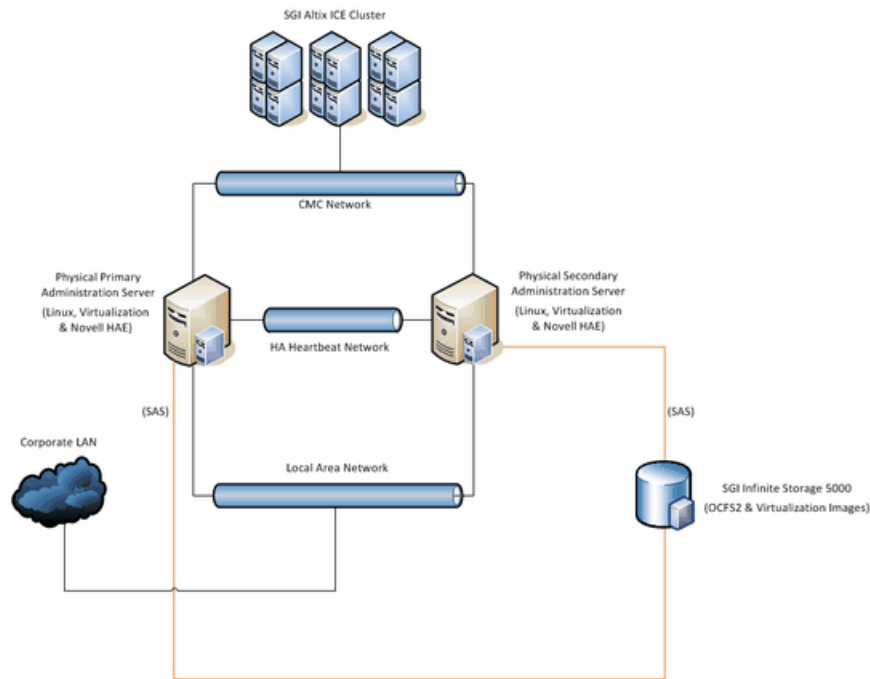 SGI Altix ICE Cluster
CMC Network
Physical Primary
Administration Server
(Linux, Virtualization
& Novell HAE)
Physical Secondary
Administration Server
(Linux, Virtualization
& Novell HAE)
HA Heartbeat Network
(SAS)
(SAS)
Corporate LAN
Local Area Network
SGI Infinite Storage 5000
(OCFS2 & Virtualization Images)